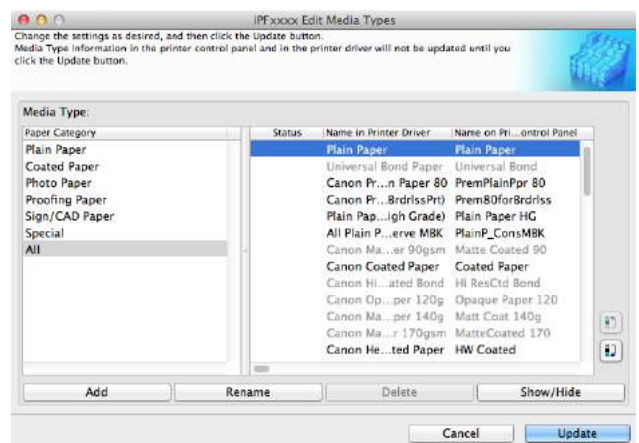 iPFxxxx Edit Media Types
Change the settings as desired, and then click the Update button.
Media Type information in the printer control panel and in the printer driver will not be updated until you
click the Update button.
Media Type:
Paper Category
Status Name in Printer Driver Name on Pri...ontrol Panel
Plain Paper
Coated Paper
Photo Paper
Proofing Paper
Sign/CAD Paper
Special
All
Plain Paper Plain Paper
Universal Bond Paper Universal Bond
Canon Pr...n Paper 80 PremPlainPpr 80
Canon Pr...BrdrlssPrt) Prem80forBrdrlss
Plain Pap...igh Grade) Plain Paper HG
All Plain P...erve MBK PlainP_ConsMBK
Canon Ma...er 90gsm Matte Coated 90
Canon Coated Paper Coated Paper
Canon Hi...ated Bond Hi ResCtd Bond
Canon Op...per 120g Opaque Paper 120
Canon Ma...per 140g Matt Coat 140g
Canon Ma...r 170gsm MatteCoated 170
Canon He...ted Paper HW Coated
Add Rename Delete Show/Hide
Cancel Update